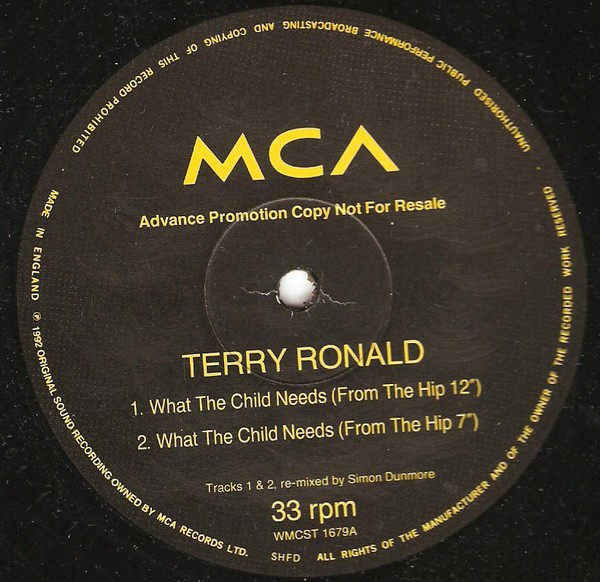 MCA
Advance Promotion Copy Not For Resale
TERRY RONALD
1. What The Child Needs (From The Hip 12")
2. What The Child Needs (From The Hip 7")
Tracks 1 & 2, re-mixed by Simon Dunmore
33 rpm
WMCST 1679A
MADE IN ENGLAND ℗ 1992 ORIGINAL SOUND RECORDING OWNED BY MCA RECORDS LTD. SHFD ALL RIGHTS OF THE MANUFACTURER AND OF THE OWNER OF THE RECORDED WORK RESERVED UNAUTHORISED PUBLIC PERFORMANCE BROADCASTING AND COPYING OF THIS RECORD PROHIBITED